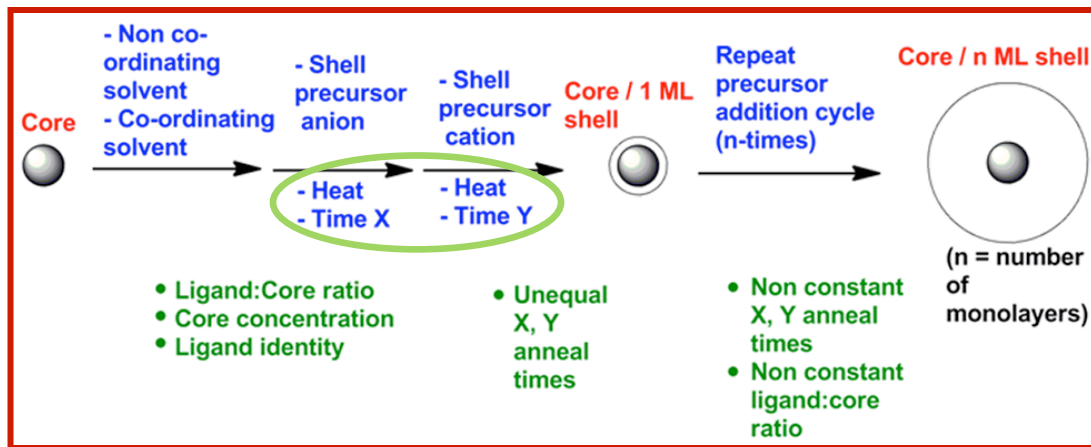 Core
- Non co-
ordinating
solvent
- Co-ordinating
solvent
- Shell
precursor
anion
- Heat
- Time X
- Shell
precursor
cation
- Heat
- Time Y
Core / 1 ML
shell
Repeat
precursor
addition cycle
(n-times)
Core / n ML shell
(n = number
of
monolayers)
• Ligand:Core ratio
• Core concentration
• Ligand identity
• Unequal
X, Y
anneal
times
• Non constant
X, Y anneal
times
• Non constant
ligand:core
ratio